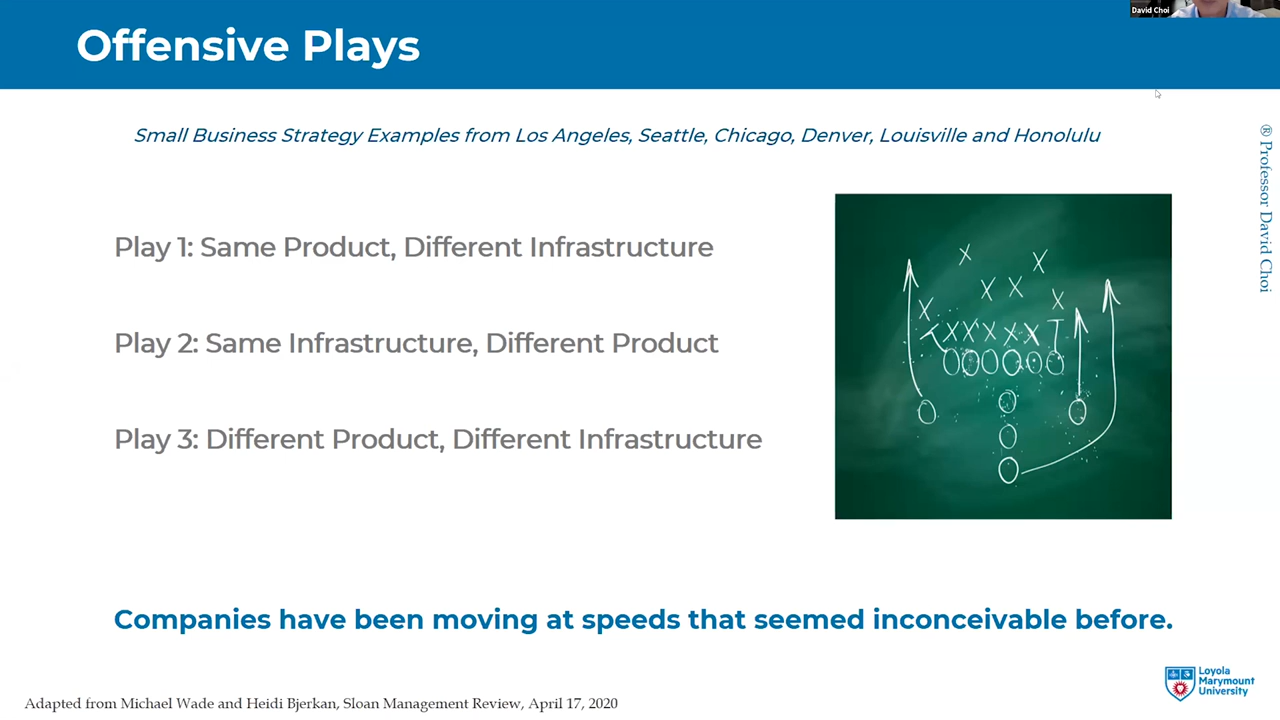 David Choi
Offensive Plays
Small Business Strategy Examples from Los Angeles, Seattle, Chicago, Denver, Louisville and Honolulu
® Professor David Choi
Play 1: Same Product, Different Infrastructure
Play 2: Same Infrastructure, Different Product
Play 3: Different Product, Different Infrastructure
Companies have been moving at speeds that seemed inconceivable before.
Loyola
Marymount
University
Adapted from Michael Wade and Heidi Bjerkan, Sloan Management Review, April 17, 2020